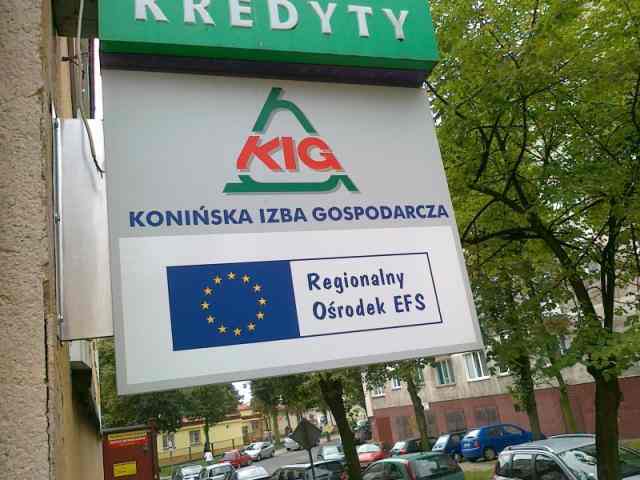 KREDYTY
KIG
KONIŃSKA IZBA GOSPODARCZA
Regionalny
Ośrodek EFS